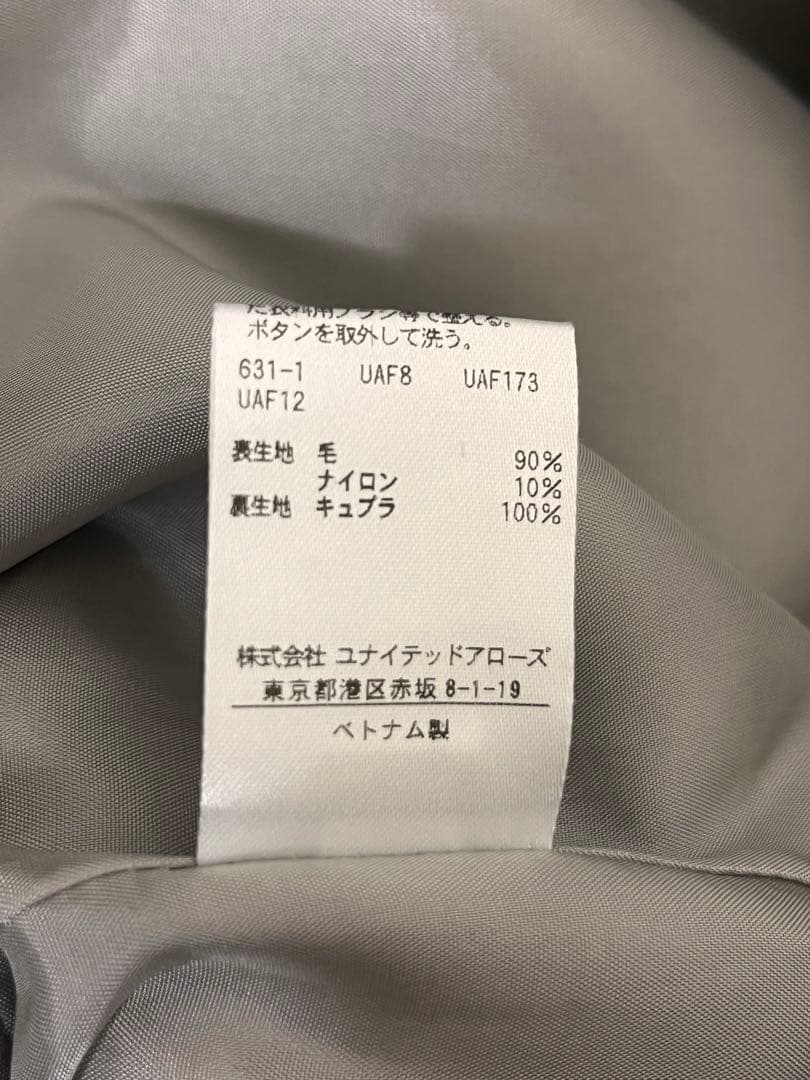 た衣料用ブラシ等で整える。
ボタンを取外して洗う。
631-1 UAF8 UAF173
UAF12
表生地 毛 90%
ナイロン 10%
裏生地 キュプラ 100%
株式会社 ユナイテッドアローズ
東京都港区赤坂 8-1-19
ベトナム製